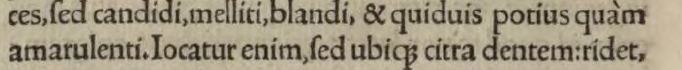 ces,ſed candidi,melliti,blandi, & quiduis potius quàm
amarulenti.Iocatur enim,ſed ubiqꝫ citra dentem:ridet,